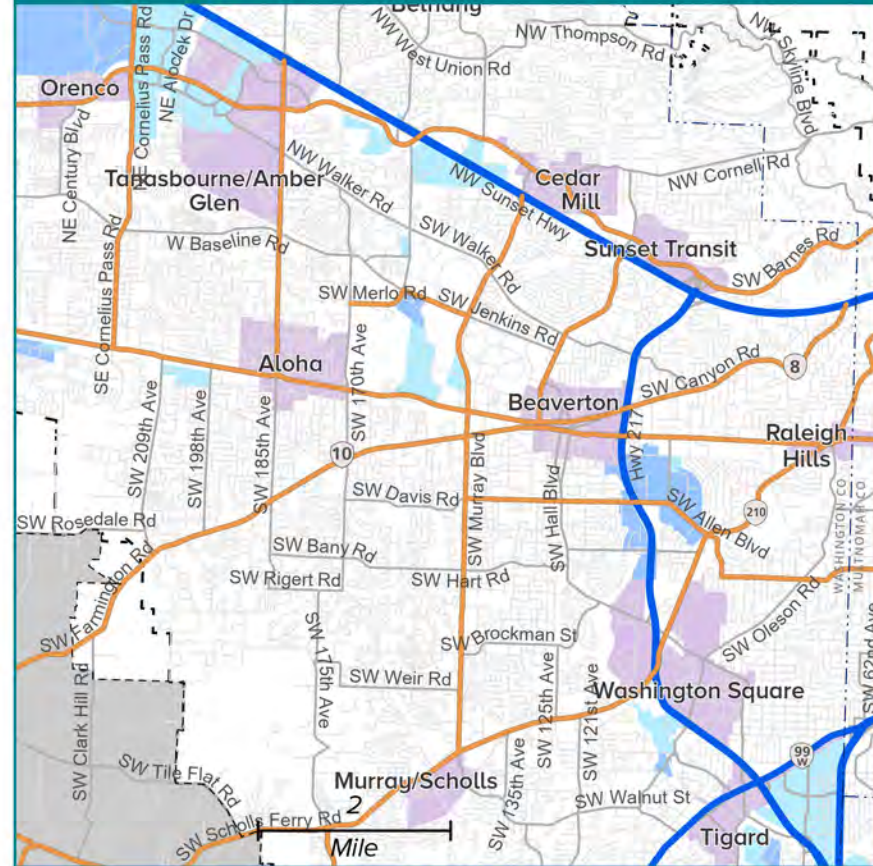 Bethany
NW Thompson Rd
NW Skyline Blvd
NW West Union Rd
NE Cornelius Pass Rd
NE Aloclek Dr
Orenco
NE Century Blvd
Tanasbourne/Amber
Glen
NW Walker Rd
NW Sunset Hwy
Cedar
Mill
NW Cornell Rd
W Baseline Rd
SW Walker Rd
Sunset Transit
SW Barnes Rd
SE Cornelius Pass Rd
SW Merlo Rd
SW Jenkins Rd
Aloha
SW 170th Ave
SW Canyon Rd
8
Beaverton
SW 209th Ave
SW 198th Ave
SW 185th Ave
10
SW Murray Blvd
SW Hall Blvd
Hwy 217
Raleigh
Hills
SW Davis Rd
SW Allen Blvd
210
WASHINGTON CO
MULTNOMAH CO
SW Rosedale Rd
SW Farmington Rd
SW Bany Rd
SW Rigert Rd
SW Hart Rd
SW Oleson Rd
SW 62nd Ave
SW Brockman St
SW 175th Ave
SW Weir Rd
SW 125th Ave
SW 121st Ave
Washington Square
SW Clark Hill Rd
SW Tile Flat Rd
Murray/Scholls
SW 135th Ave
99
W
SW Walnut St
SW Scholls Ferry Rd
2
Mile
Tigard